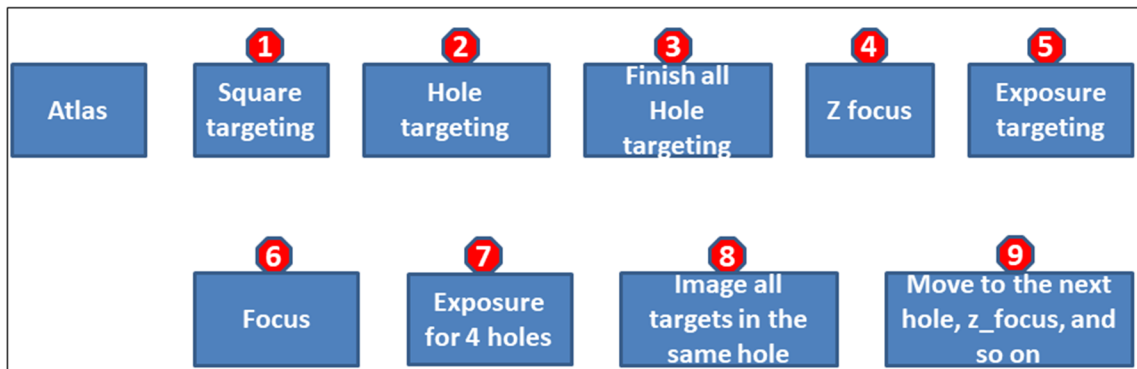 1
2
3
4
5
Atlas
Square
targeting
Hole
targeting
Finish all
Hole
targeting
Z focus
Exposure
targeting
6
7
8
9
Focus
Exposure
for 4 holes
Image all
targets in the
same hole
Move to the next
hole, z_focus, and
so on